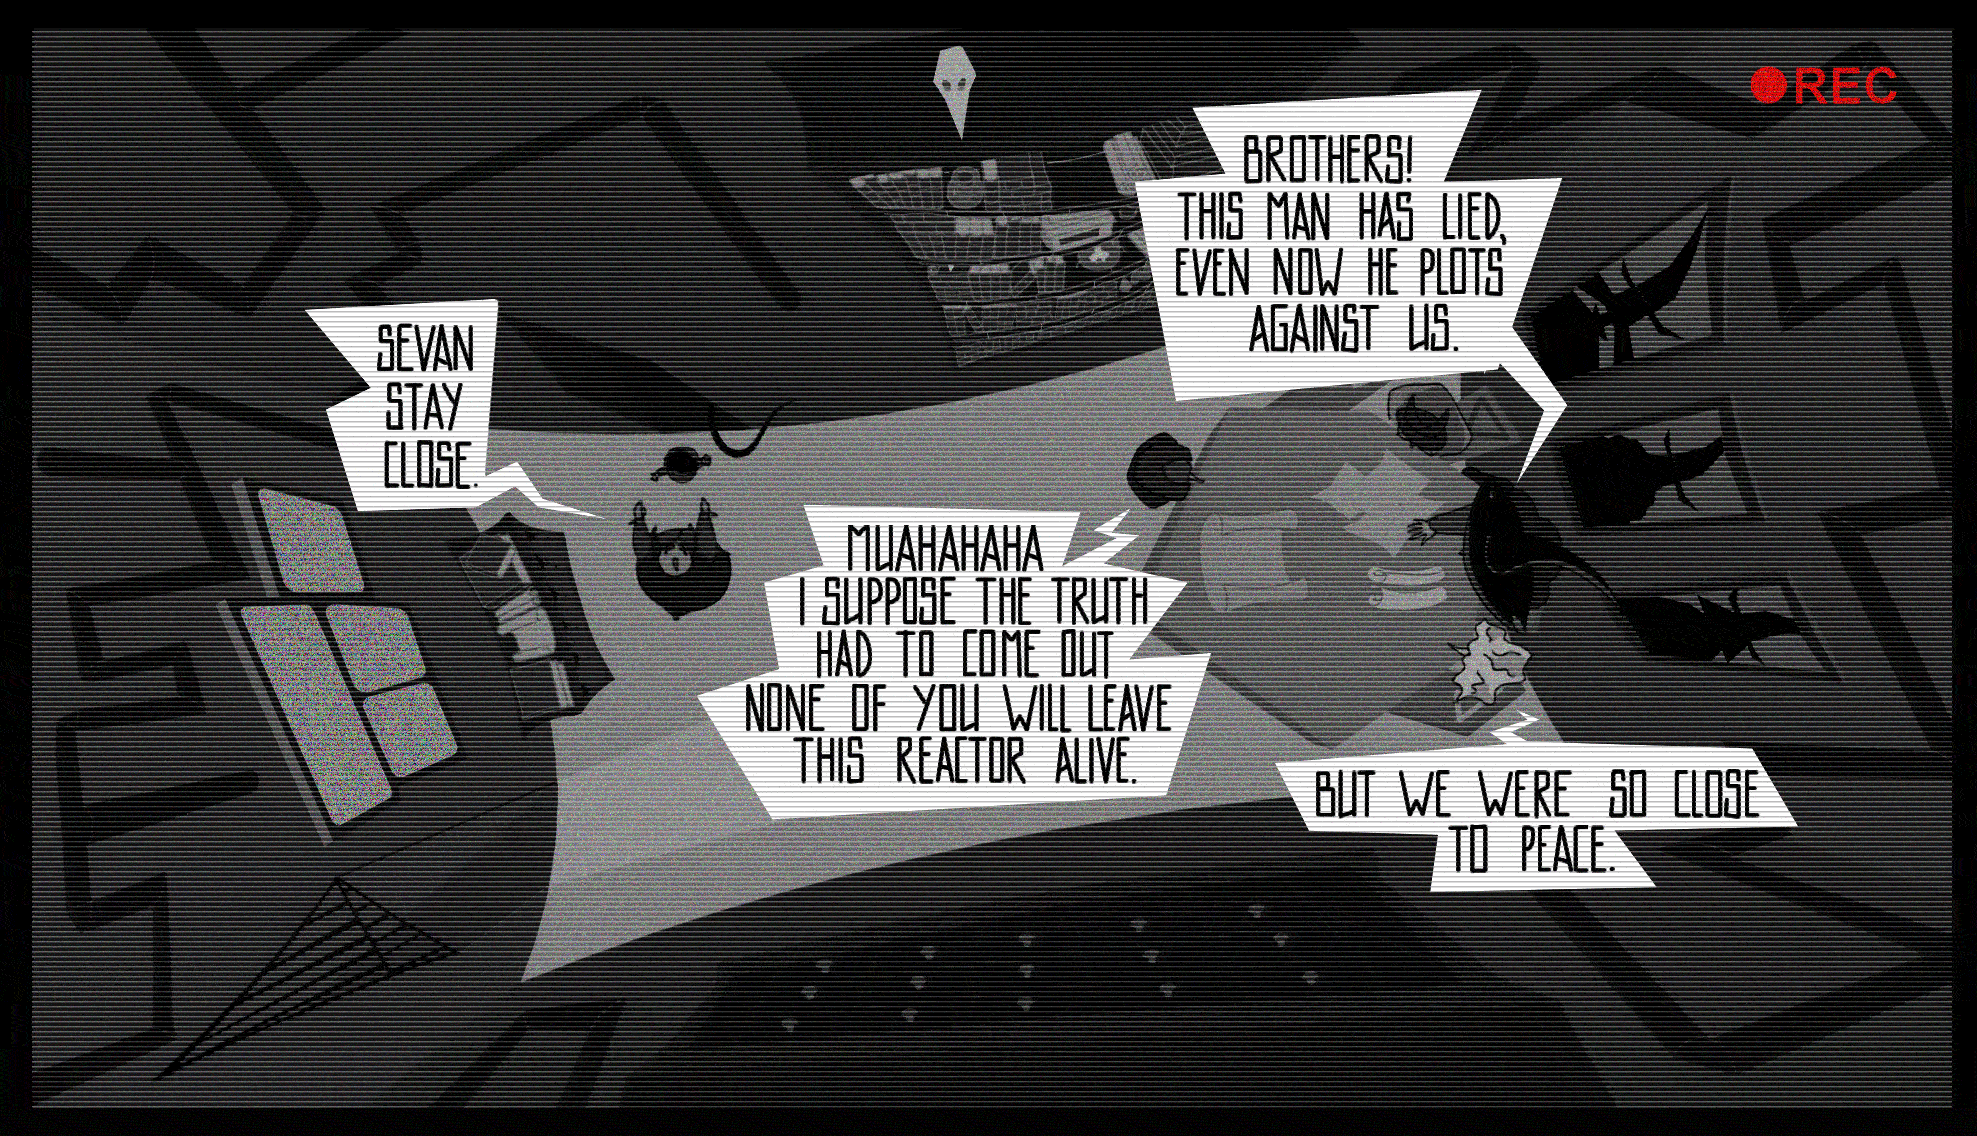 REC
BROTHERS!
THIS MAN HAS LIED,
EVEN NOW HE PLOTS
AGAINST US.
SEVAN
STAY
CLOSE.
MUAHAHAHA
I SUPPOSE THE TRUTH
HAD TO COME OUT
NONE OF YOU WILL LEAVE
THIS REACTOR ALIVE.
BUT WE WERE SO CLOSE
TO PEACE.